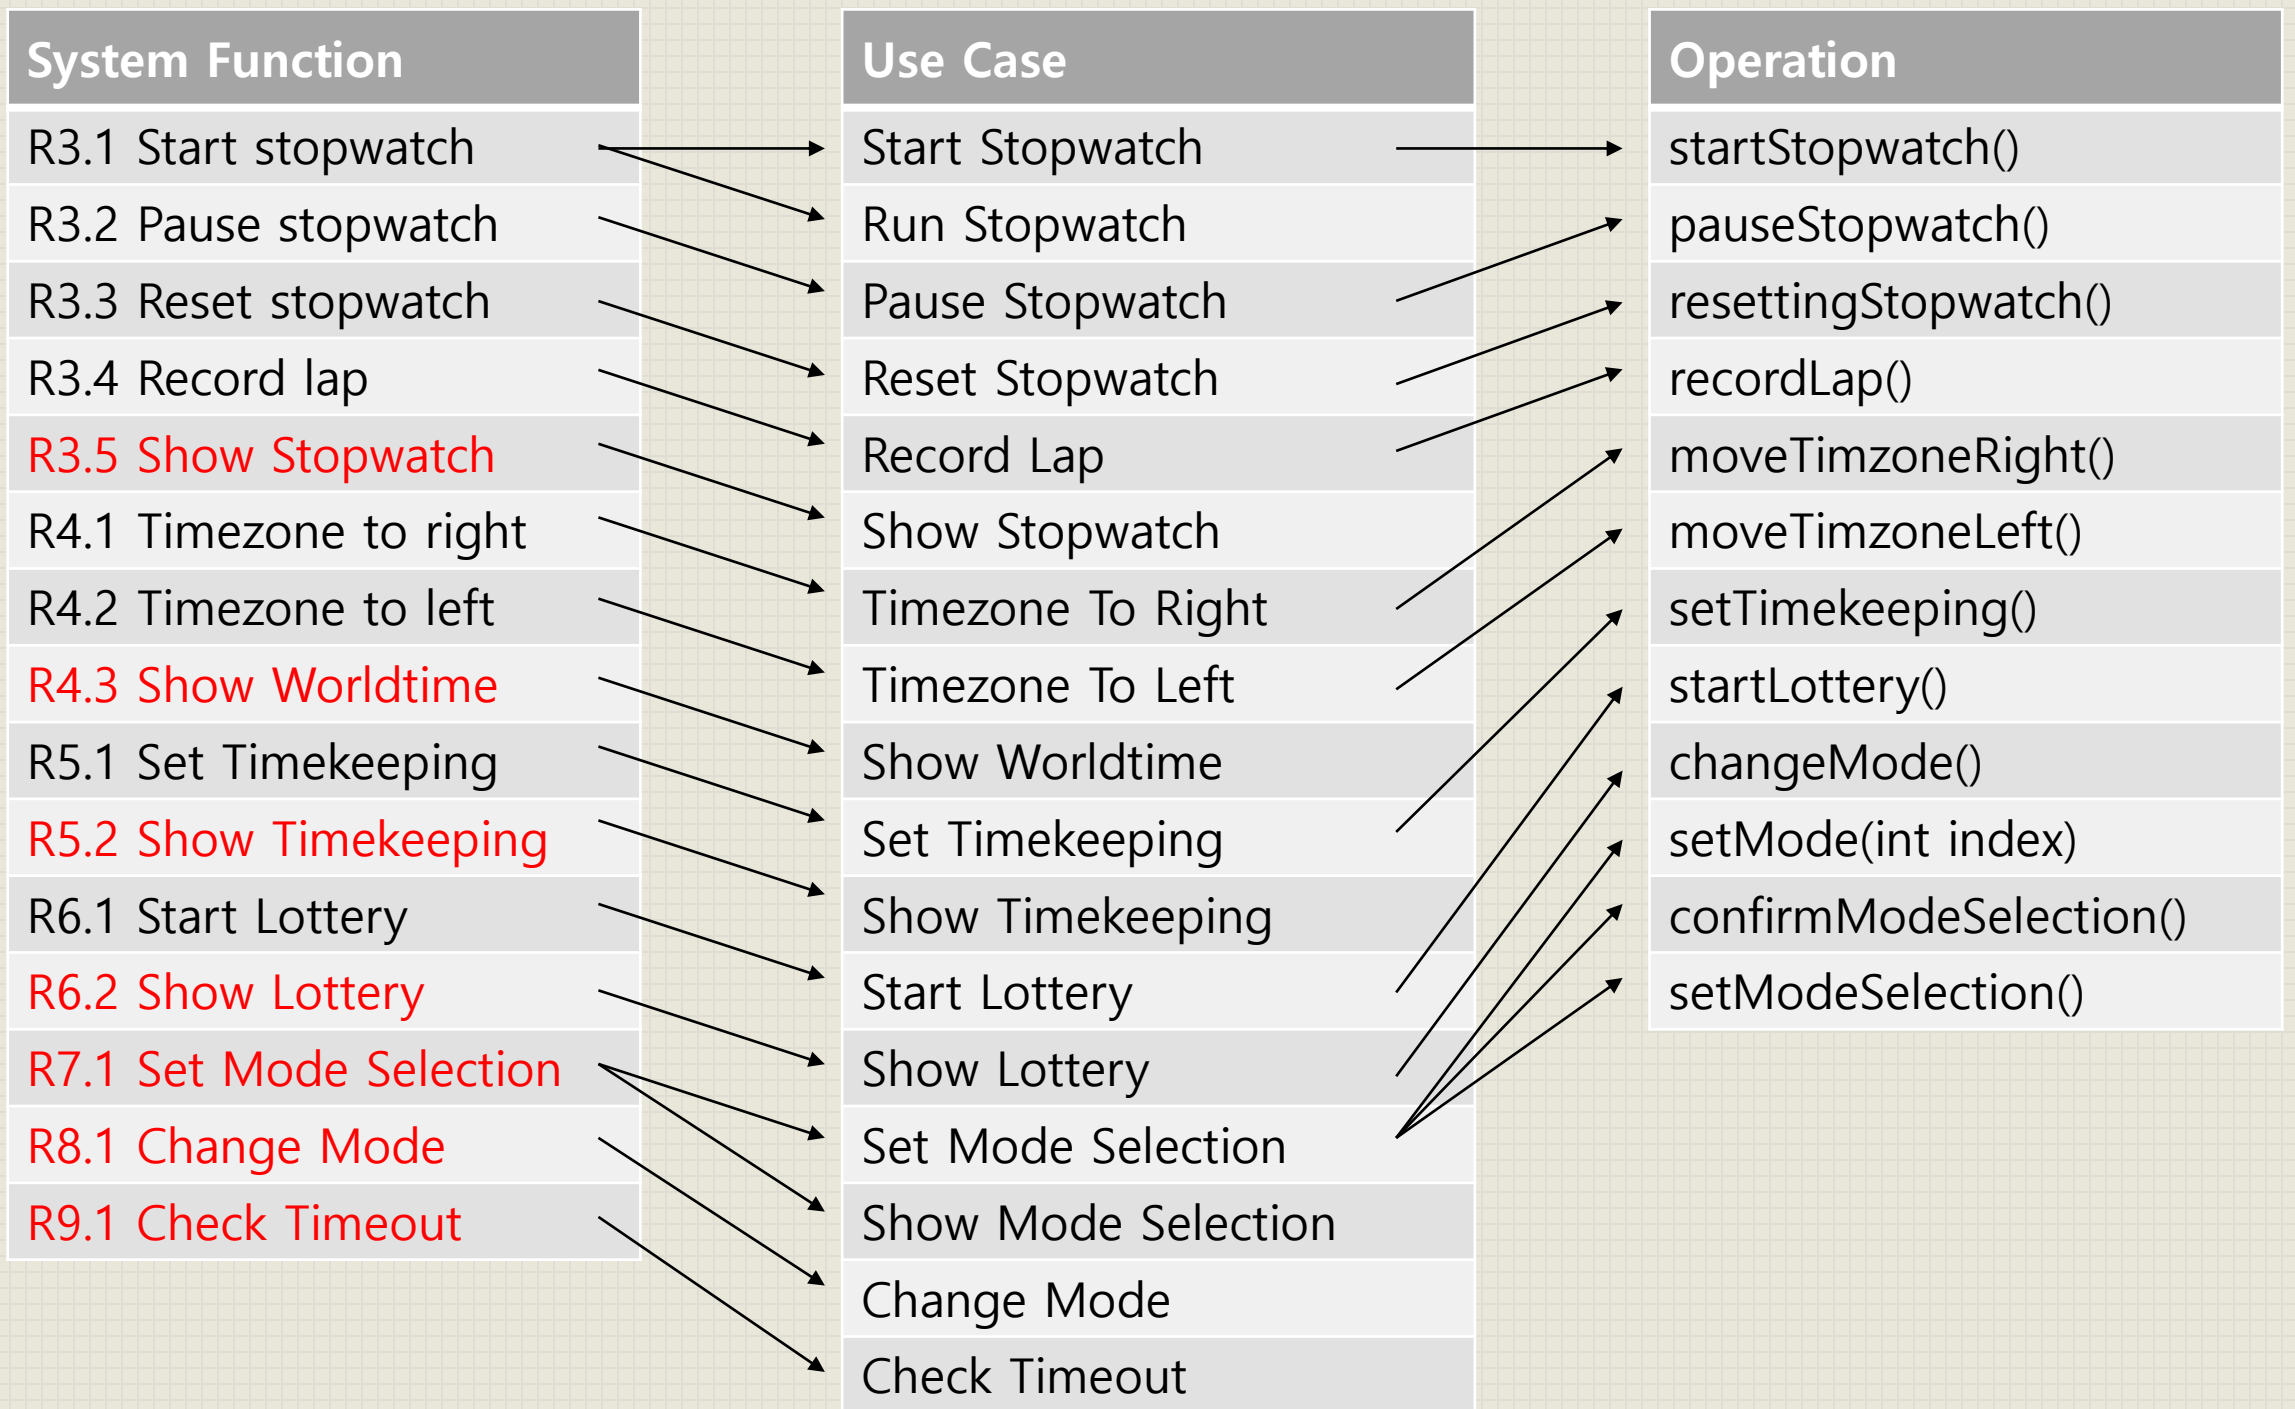 System Function
R3.1 Start stopwatch
R3.2 Pause stopwatch
R3.3 Reset stopwatch
R3.4 Record lap
R3.5 Show Stopwatch
R4.1 Timezone to right
R4.2 Timezone to left
R4.3 Show Worldtime
R5.1 Set Timekeeping
R5.2 Show Timekeeping
R6.1 Start Lottery
R6.2 Show Lottery
R7.1 Set Mode Selection
R8.1 Change Mode
R9.1 Check Timeout
Use Case
Start Stopwatch
Run Stopwatch
Pause Stopwatch
Reset Stopwatch
Record Lap
Show Stopwatch
Timezone To Right
Timezone To Left
Show Worldtime
Set Timekeeping
Show Timekeeping
Start Lottery
Show Lottery
Set Mode Selection
Show Mode Selection
Change Mode
Check Timeout
Operation
startStopwatch()
pauseStopwatch()
resettingStopwatch()
recordLap()
moveTimzoneRight()
moveTimzoneLeft()
setTimekeeping()
startLottery()
changeMode()
setMode(int index)
confirmModeSelection()
setModeSelection()